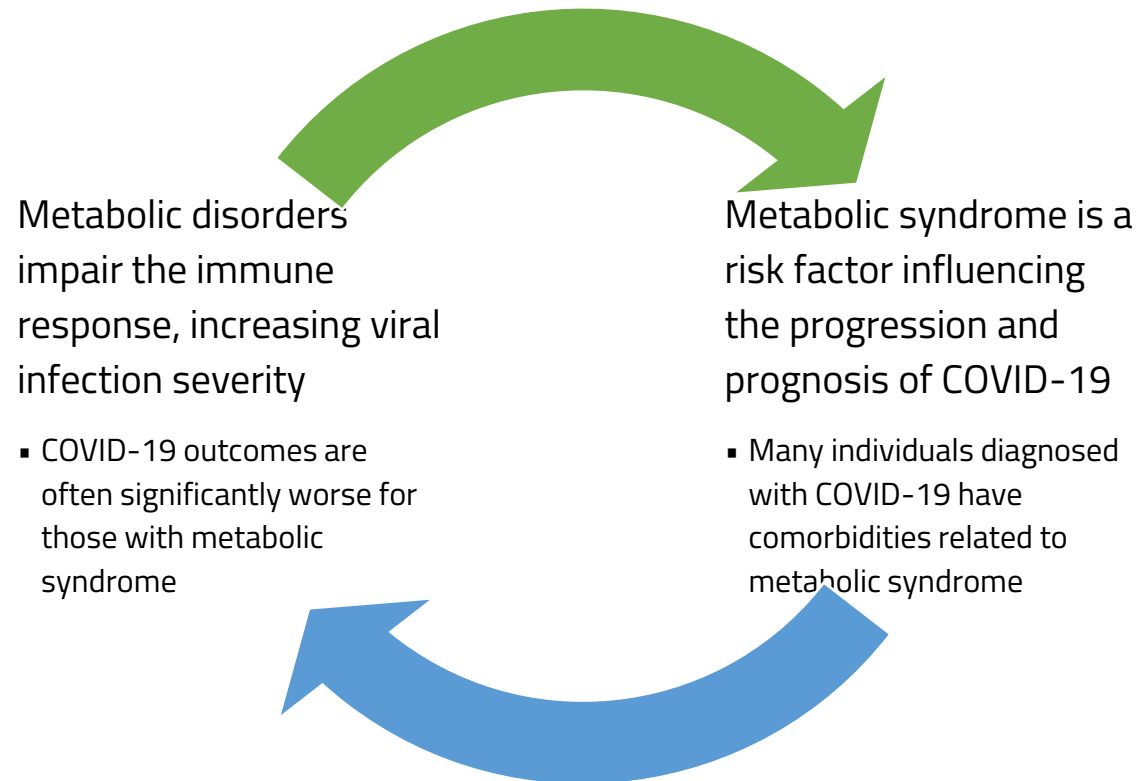 Metabolic disorders
impair the immune
response, increasing viral
infection severity
▪ COVID-19 outcomes are
often significantly worse for
those with metabolic
syndrome
Metabolic syndrome is a
risk factor influencing
the progression and
prognosis of COVID-19
▪ Many individuals diagnosed
with COVID-19 have
comorbidities related to
metabolic syndrome